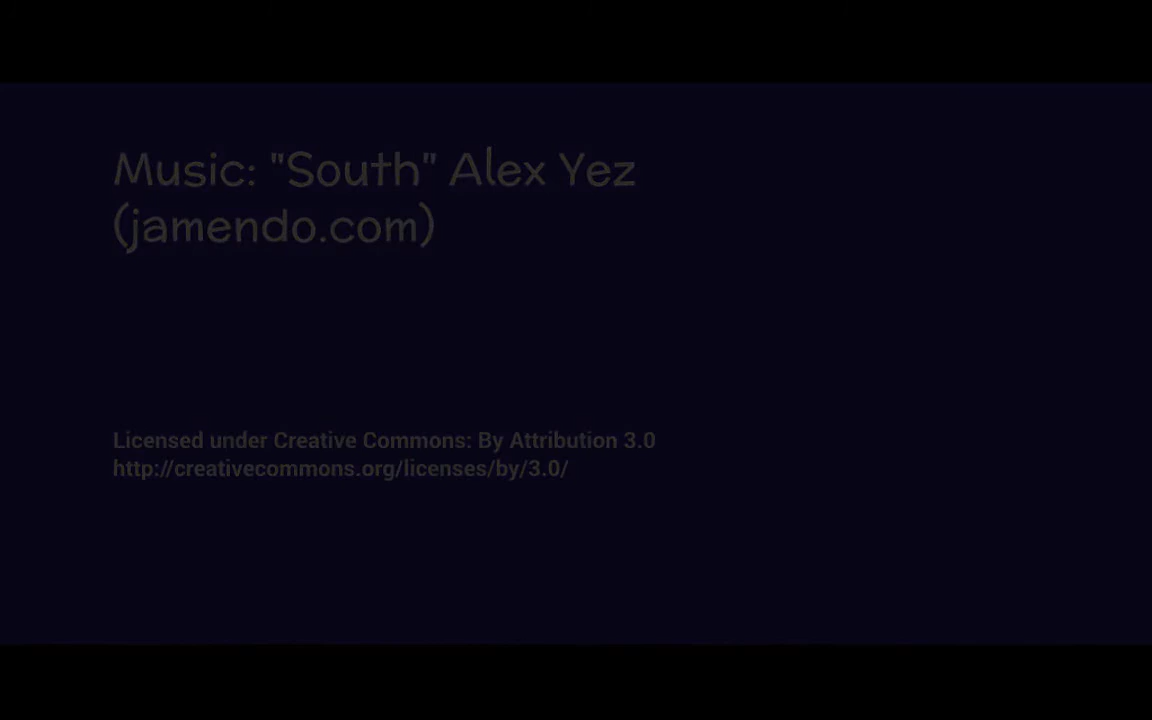 Music: "South" Alex Yez
(jamendo.com)
Licensed under Creative Commons: By Attribution 3.0
http://creativecommons.org/licenses/by/3.0/